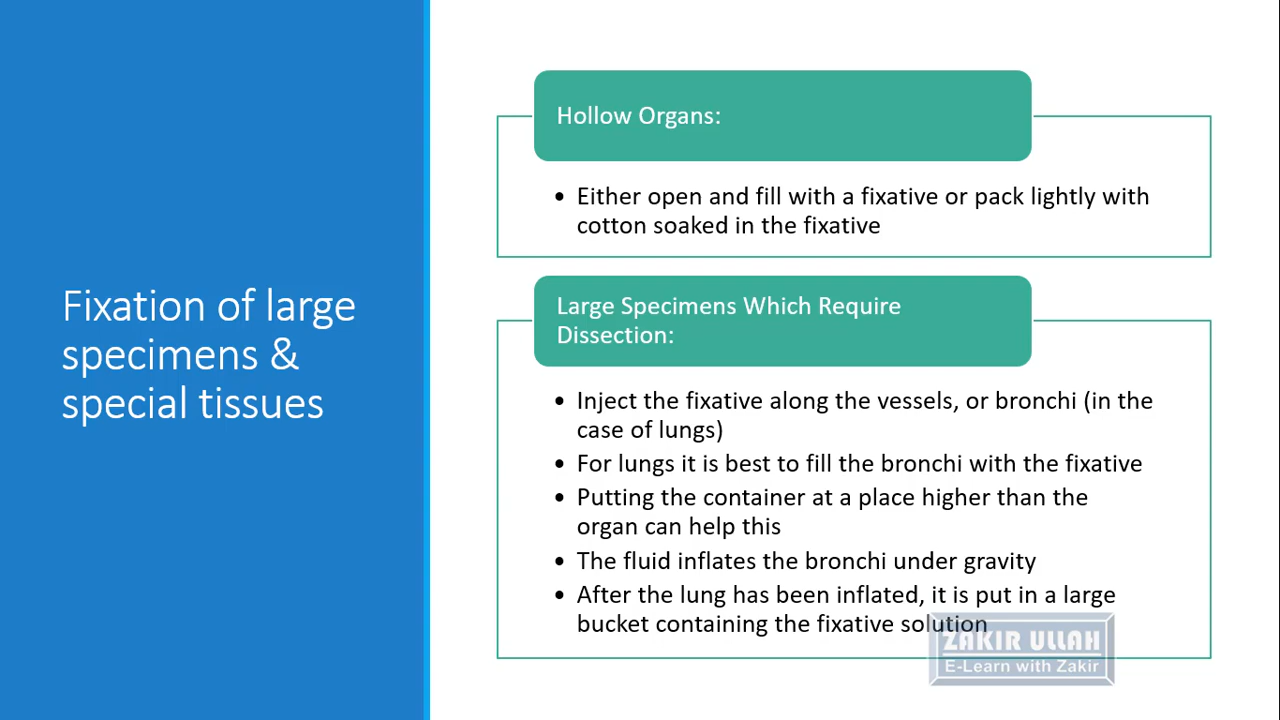 Fixation of large
specimens &
special tissues
Hollow Organs:
• Either open and fill with a fixative or pack lightly with
cotton soaked in the fixative
Large Specimens Which Require
Dissection:
• Inject the fixative along the vessels, or bronchi (in the
case of lungs)
• For lungs it is best to fill the bronchi with the fixative
• Putting the container at a place higher than the
organ can help this
• The fluid inflates the bronchi under gravity
• After the lung has been inflated, it is put in a large
bucket containing the fixative solution
ZAKIR ULLAH
E-Learn with Zakir